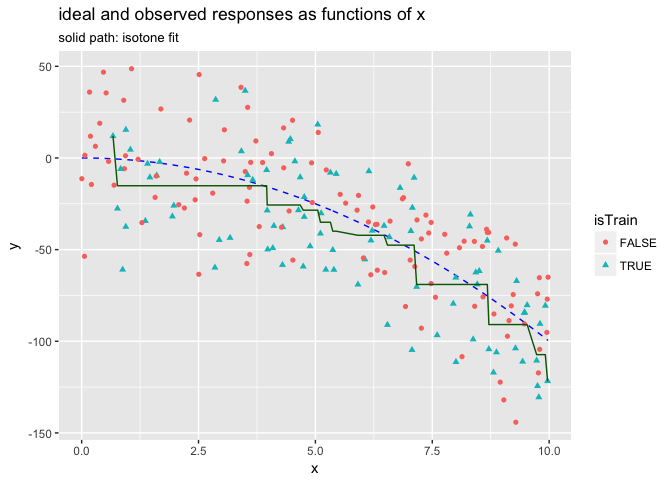 ideal and observed responses as functions of x
solid path: isotone fit
50
0
-50
-100
-150
y
0.0
2.5
5.0
7.5
10.0
x
isTrain
FALSE
TRUE